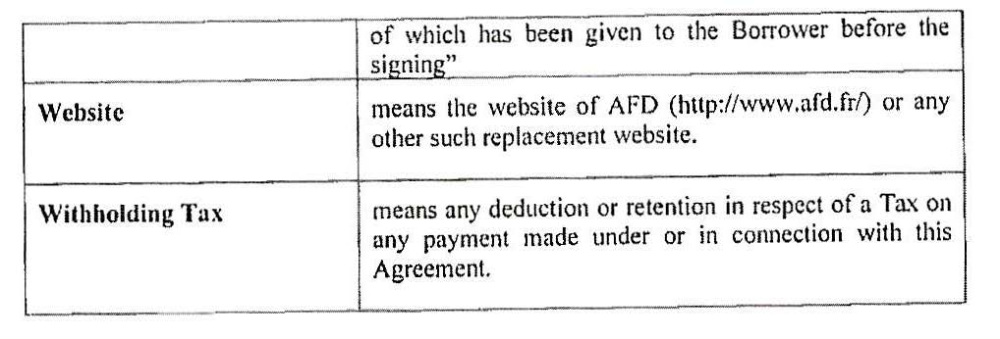 of which has been given to the Borrower before the
signing”
Website
means the website of AFD (http://www.afd.fr/) or any
other such replacement website.
Withholding Tax
means any deduction or retention in respect of a Tax on
any payment made under or in connection with this
Agreement.